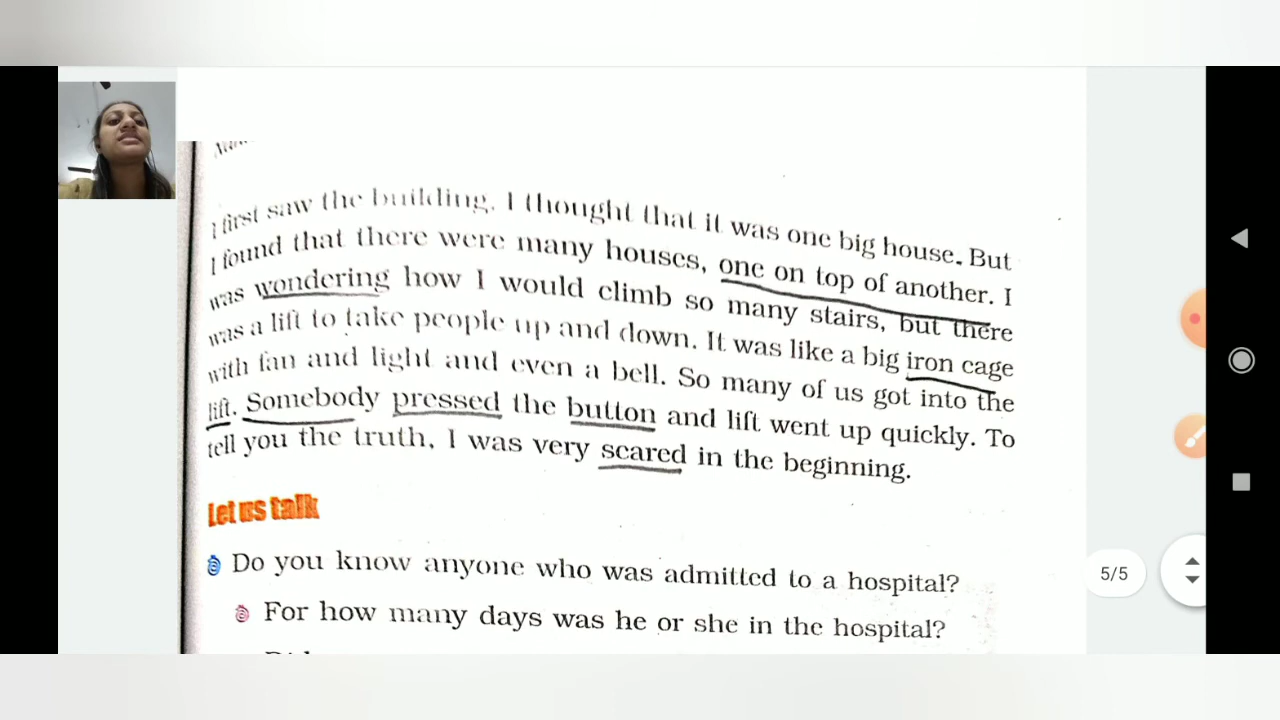 I first saw the building, I thought that it was one big house. But
I found that there were many houses, one on top of another. I
was wondering how I would climb so many stairs, but there
was a lift to take people up and down. It was like a big iron cage
with fan and light and even a bell. So many of us got into the
lift. Somebody pressed the button and lift went up quickly. To
tell you the truth, I was very scared in the beginning.
Let us talk
Do you know anyone who was admitted to a hospital?
For how many days was he or she in the hospital?
5/5